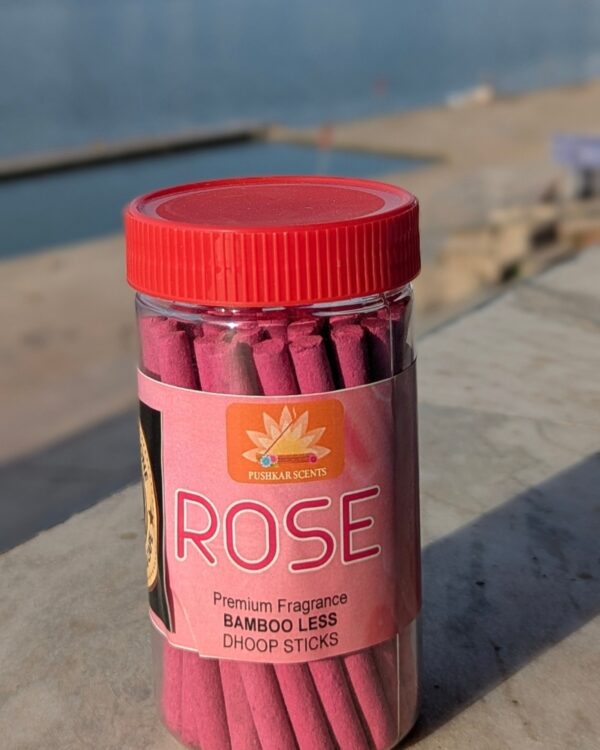 PUSHKAR SCENTS
ROSE
Premium Fragrance
BAMBOO LESS
DHOOP STICKS